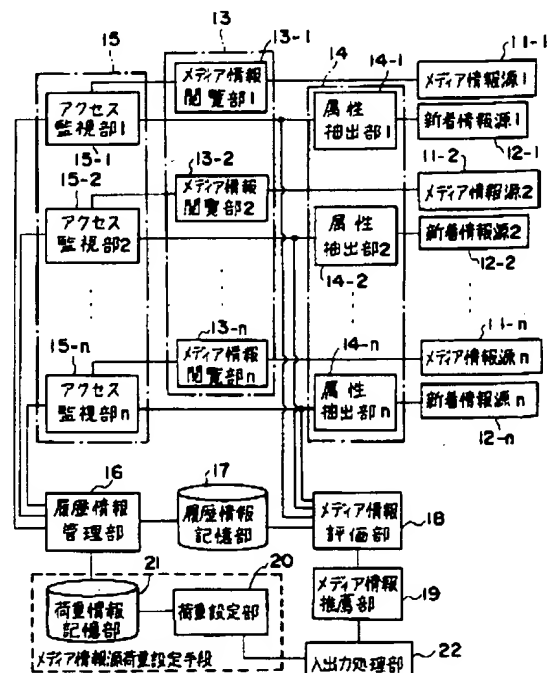 15
13
13-1
14
14-1
11-1
メディア情報
閲覧部1
メディア情報源1
アクセス
監視部1
属性
抽出部1
新着情報源1
15-1
12-1
15-2
13-2
11-2
メディア情報
閲覧部2
メディア情報源2
アクセス
監視部2
属性
抽出部2
新着情報源2
14-2
12-2
13-n
11-n
15-n
メディア情報
閲覧部n
14-n
メディア情報源n
アクセス
監視部n
属性
抽出部n
新着情報源n
12-n
16
17
履歴情報
管理部
履歴情報
記憶部
メディア情報
評価部
18
21
20
荷重情報
記憶部
荷重設定部
メディア情報
推薦部
19
メディア情報源荷重設定手段
入出力処理部
22